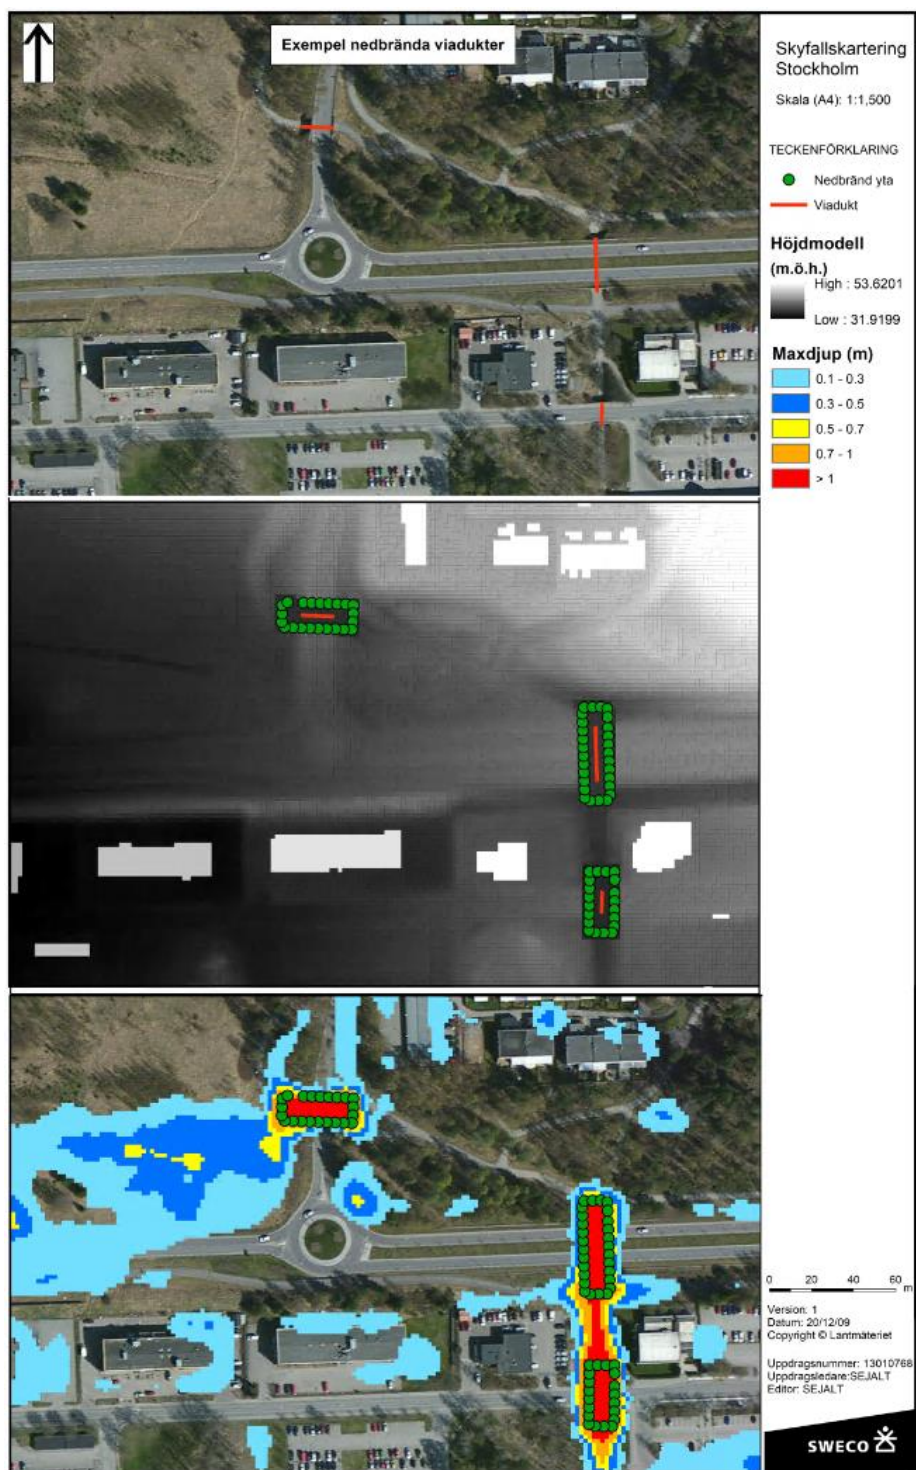 Exempel nedbrända viadukter
Skyfallskartering
Stockholm
Skala (A4): 1:1,500
TECKENFÖRKLARING
Nedbränd yta
Viadukt
Höjdmodell
(m.ö.h.)
High : 53.6201
Low : 31.9199
Maxdjup (m)
0.1 - 0.3
0.3 - 0.5
0.5 - 0.7
0.7 - 1
> 1
0 20 40 60
m
Version: 1
Datum: 20/12/09
Copyright © Lantmäteriet
Uppdragsnummer: 13010768
Uppdragsledare:SEJALT
Editor: SEJALT
SWECO